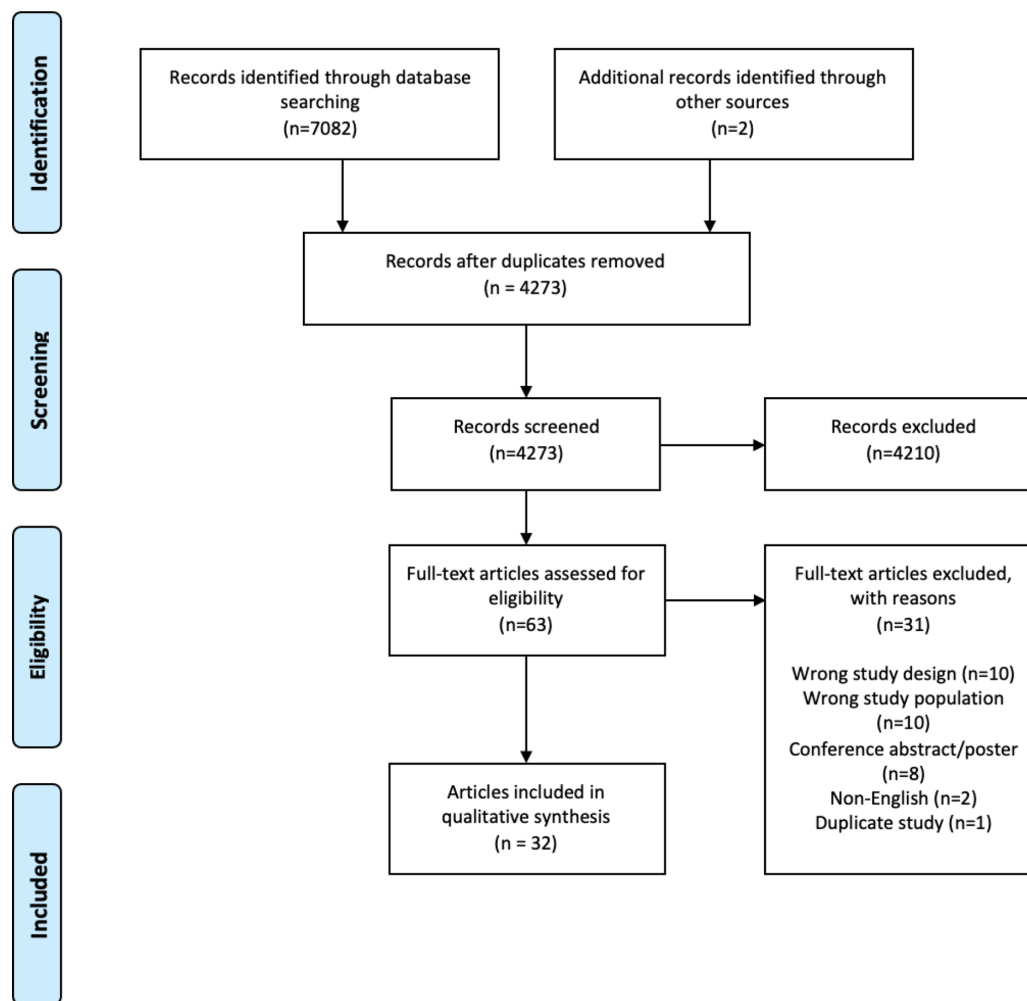 Identification
Records identified through database
searching
(n=7082)
Additional records identified through
other sources
(n=2)
Records after duplicates removed
(n = 4273)
Screening
Records screened
(n=4273)
Records excluded
(n=4210)
Eligibility
Full-text articles assessed for
eligibility
(n=63)
Full-text articles excluded,
with reasons
(n=31)
Wrong study design (n=10)
Wrong study population
(n=10)
Conference abstract/poster
(n=8)
Non-English (n=2)
Duplicate study (n=1)
Included
Articles included in
qualitative synthesis
(n = 32)